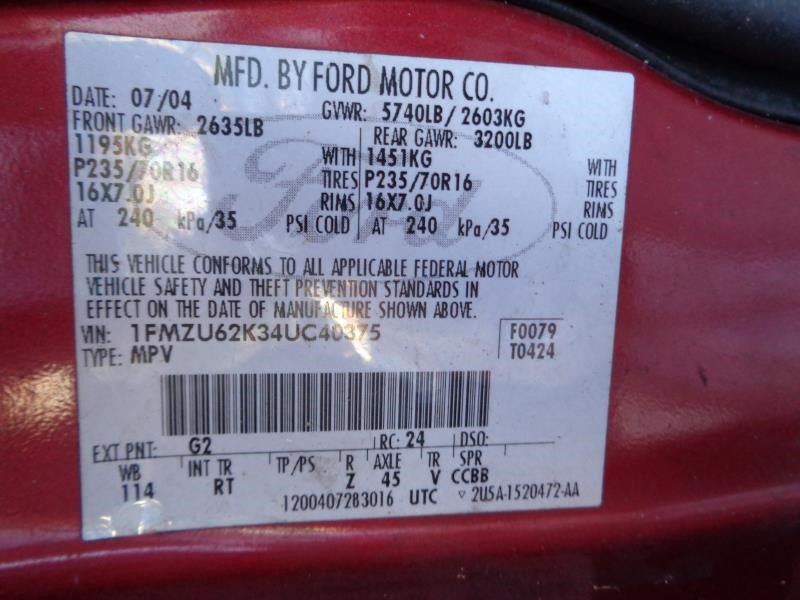 MFD. BY FORD MOTOR CO.
DATE: 07/04 GVWR: 5740LB/ 2603KG
FRONT GAWR: 2635LB REAR GAWR: 3200LB
1195KG WITH 1451KG WITH
P235/70R16 TIRES P235/70R16 TIRES
16X7.0J RIMS 16X7.0J RIMS
AT 240 kPa/35 PSI COLD AT 240 kPa/35 PSI COLD
Ford
THIS VEHICLE CONFORMS TO ALL APPLICABLE FEDERAL MOTOR
VEHICLE SAFETY AND THEFT PREVENTION STANDARDS IN
EFFECT ON THE DATE OF MANUFACTURE SHOWN ABOVE.
VIN: 1FMZU62K34UC40375 F0079
TYPE: MPV T0424
EXT PNT: G2 RC: 24 DSO:
WB INT TR TP/PS R AXLE TR SPR
114 RT Z 45 V CCBB
1200407283016 UTC ▽ 2U5A-1520472-AA